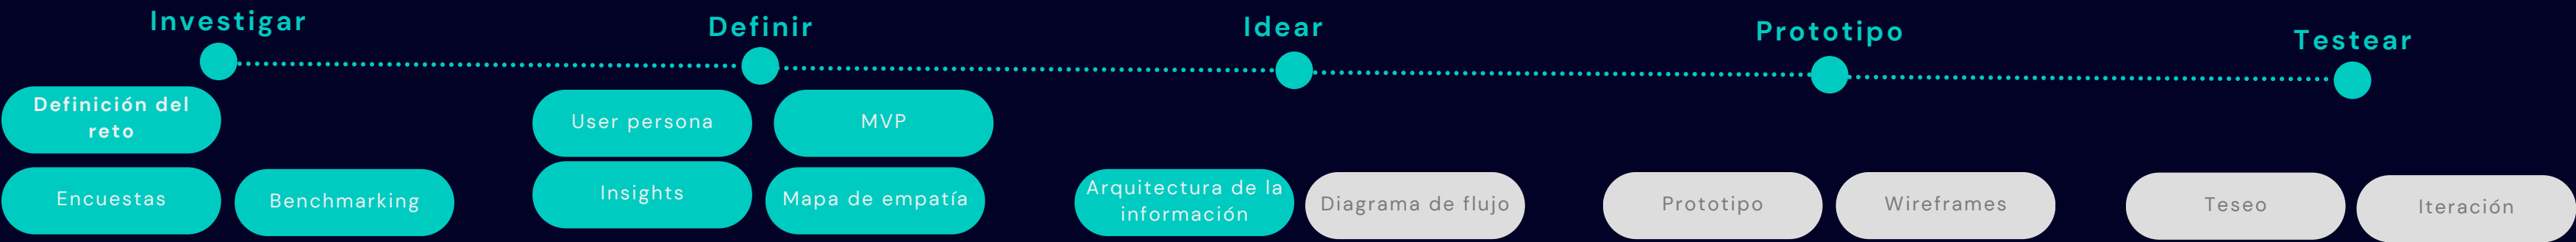 Investigar
Definir
Idear
Prototipo
Testear
Definición del
reto
Encuestas
Benchmarking
User persona
MVP
Insights
Mapa de empatía
Arquitectura de la
información
Diagrama de flujo
Prototipo
Wireframes
Teseo
Iteración